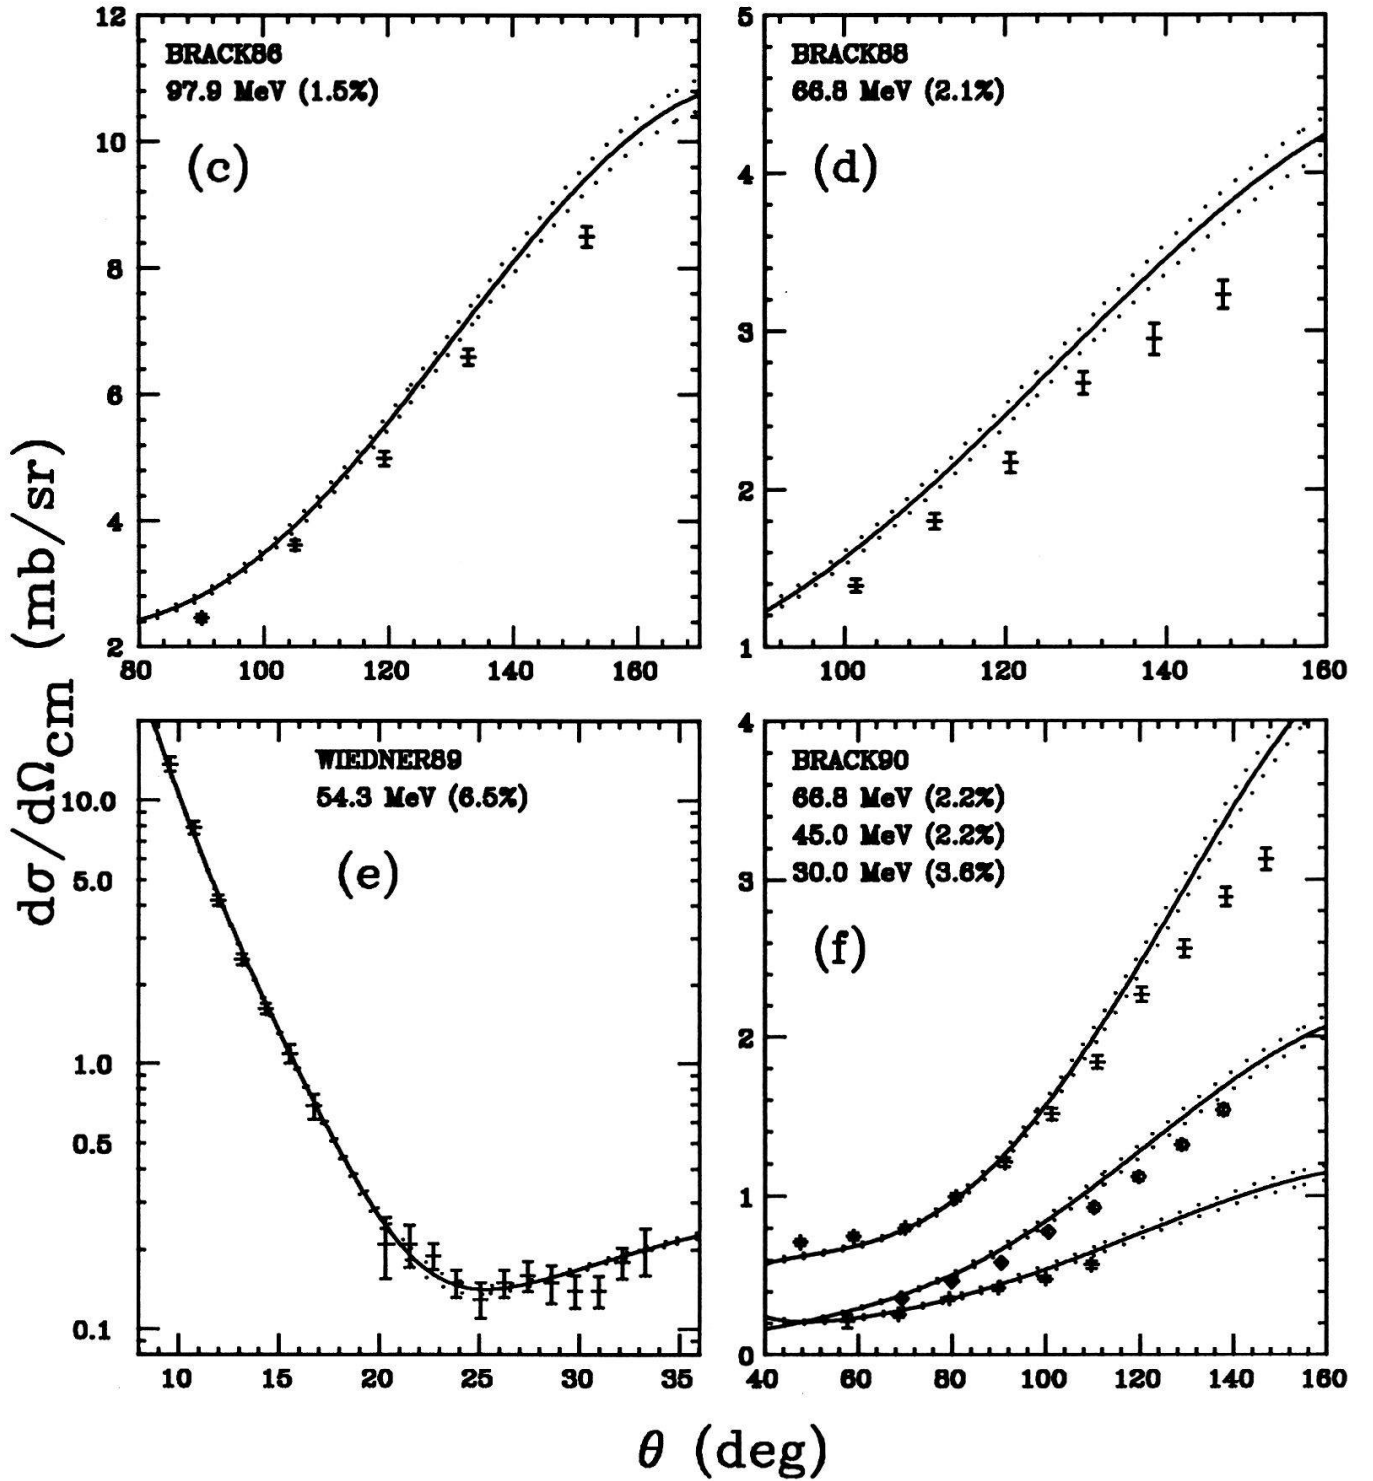 12
10
8
6
4
2
BRACK86
97.9 MeV (1.5%)
(c)
80 100 120 140 160
5
4
3
2
1
BRACK88
66.8 MeV (2.1%)
(d)
100 120 140 160
dσ/dΩcm (mb/sr)
10.0
5.0
1.0
0.5
0.1
WIEDNER89
54.3 MeV (6.5%)
(e)
10 15 20 25 30 35
4
3
2
1
0
BRACK90
66.8 MeV (2.2%)
45.0 MeV (2.2%)
30.0 MeV (3.6%)
(f)
40 60 80 100 120 140 160
θ (deg)